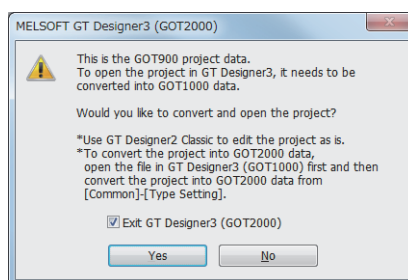 MELSOFT GT Designer3 (GOT2000)
This is the GOT900 project data.
To open the project in GT Designer3, it needs to be
converted into GOT1000 data.
Would you like to convert and open the project?
*Use GT Designer2 Classic to edit the project as is.
*To convert the project into GOT2000 data,
open the file in GT Designer3 (GOT1000) first and then
convert the project into GOT2000 data from
[Common]-[Type Setting].
Exit GT Designer3 (GOT2000)
Yes
No